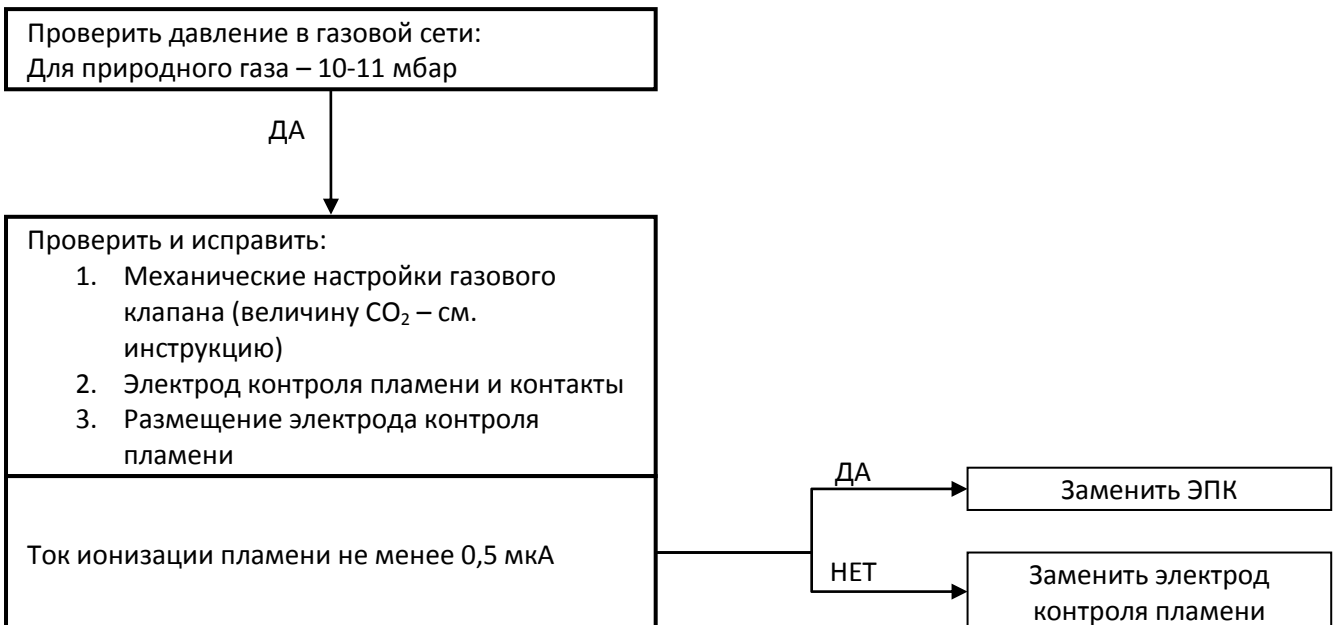 Проверить давление в газовой сети:
Для природного газа – 10-11 мбар
ДА
Проверить и исправить:
1. Механические настройки газового
клапана (величину CO₂ – см.
инструкцию)
2. Электрод контроля пламени и контакты
3. Размещение электрода контроля
пламени
Ток ионизации пламени не менее 0,5 мкА
ДА
Заменить ЭПК
НЕТ
Заменить электрод
контроля пламени